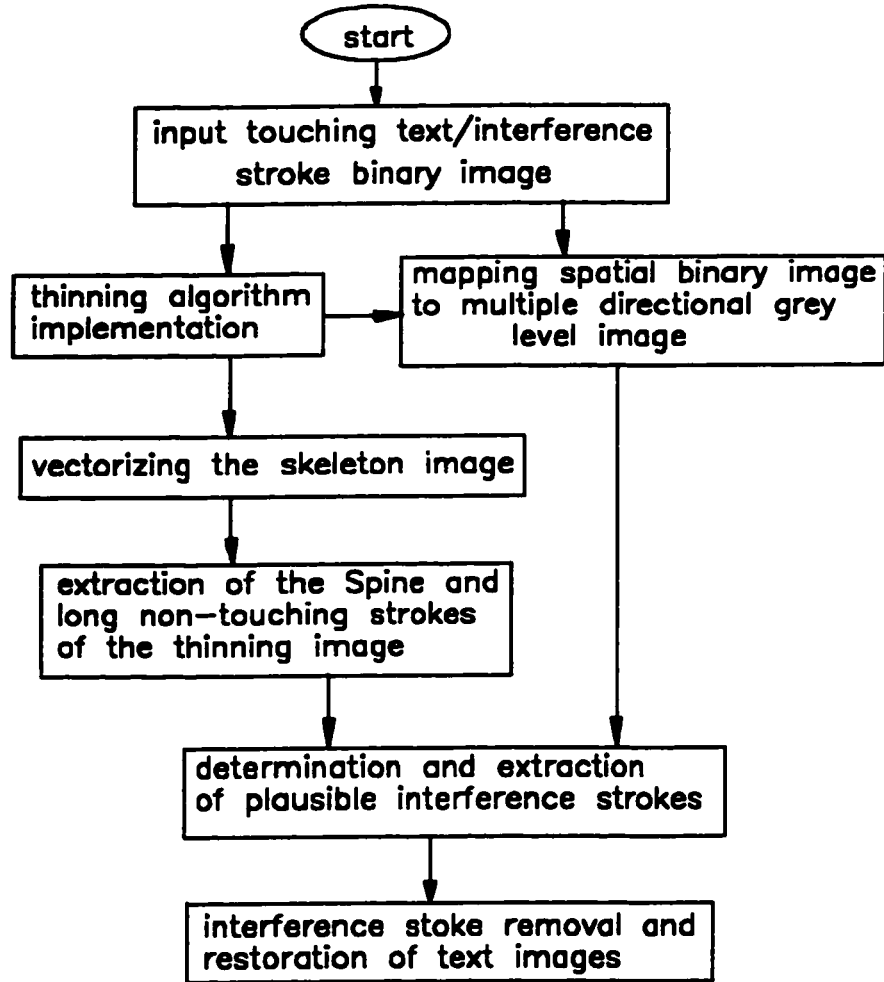 start
input touching text/interference
stroke binary image
thinning algorithm
implementation
mapping spatial binary image
to multiple directional grey
level image
vectorizing the skeleton image
extraction of the Spine and
long non-touching strokes
of the thinning image
determination and extraction
of plausible interference strokes
interference stoke removal and
restoration of text images